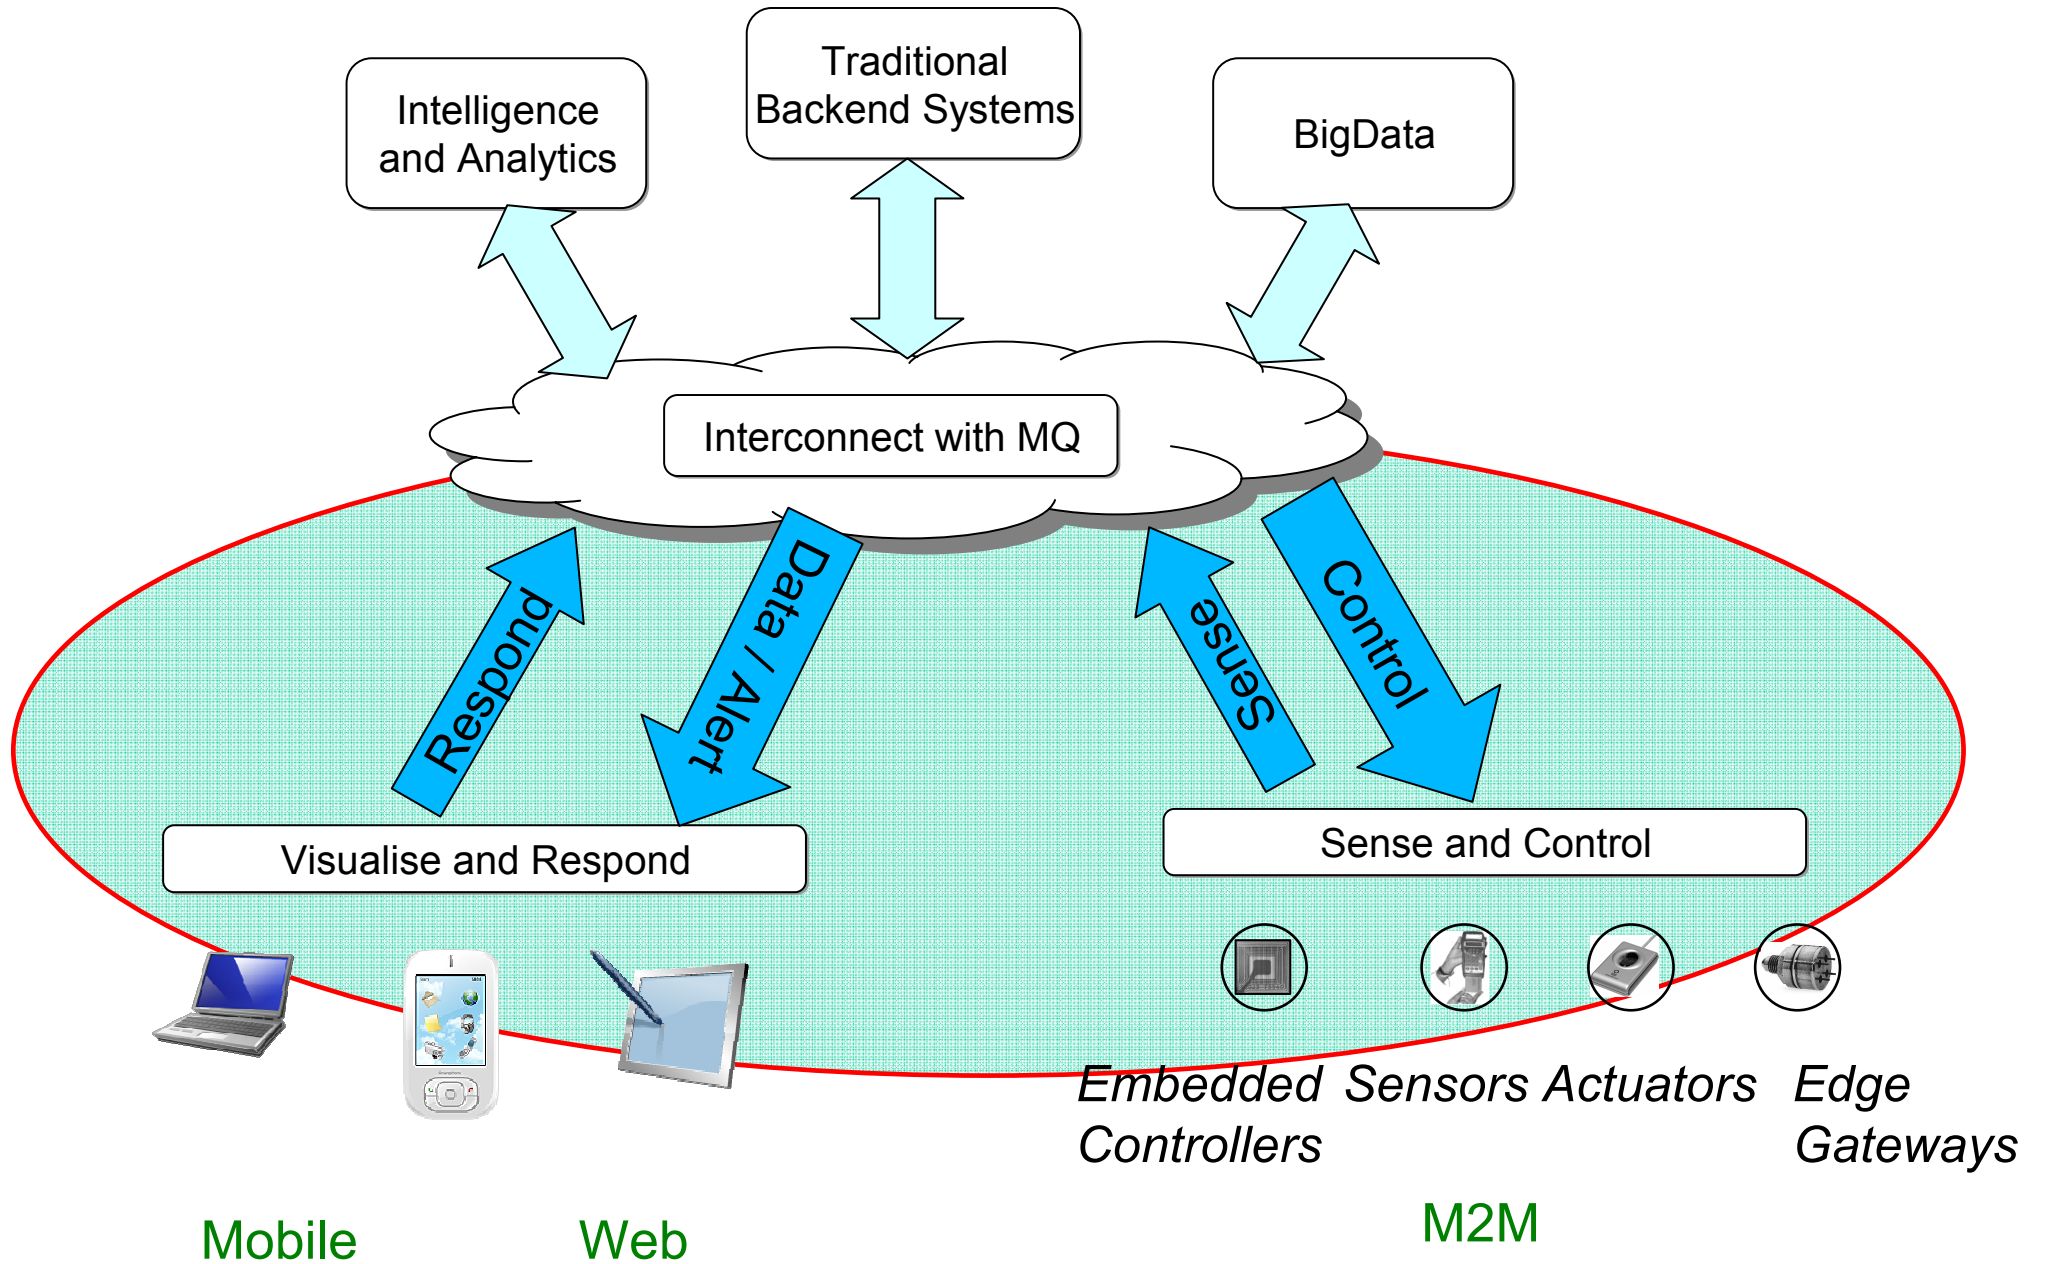 Traditional
Backend Systems
Intelligence
and Analytics
BigData
Interconnect with MQ
Respond
Data / Alert
Sense
Control
Visualise and Respond
Sense and Control
Embedded Sensors Actuators Edge
Controllers Gateways
Mobile Web M2M